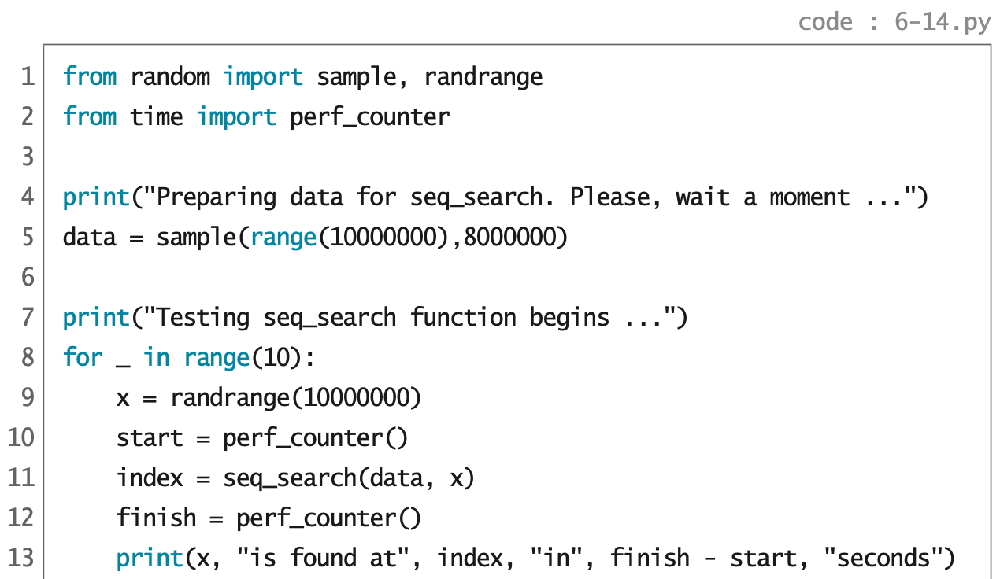 code : 6-14.py
1 from random import sample, randrange
2 from time import perf_counter
3
4 print("Preparing data for seq_search. Please, wait a moment ...")
5 data = sample(range(10000000),8000000)
6
7 print("Testing seq_search function begins ...")
8 for _ in range(10):
9     x = randrange(10000000)
10     start = perf_counter()
11     index = seq_search(data, x)
12     finish = perf_counter()
13     print(x, "is found at", index, "in", finish - start, "seconds")